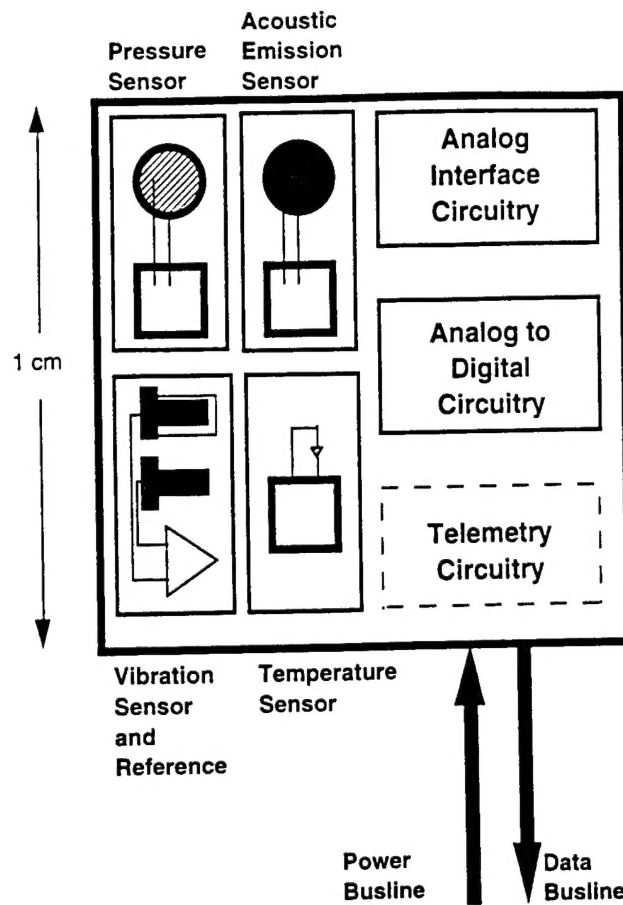 Pressure
Sensor
Acoustic
Emission
Sensor
Analog
Interface
Circuitry
1 cm
Analog to
Digital
Circuitry
Telemetry
Circuitry
Vibration
Sensor
and
Reference
Temperature
Sensor
Power
Busline
Data
Busline